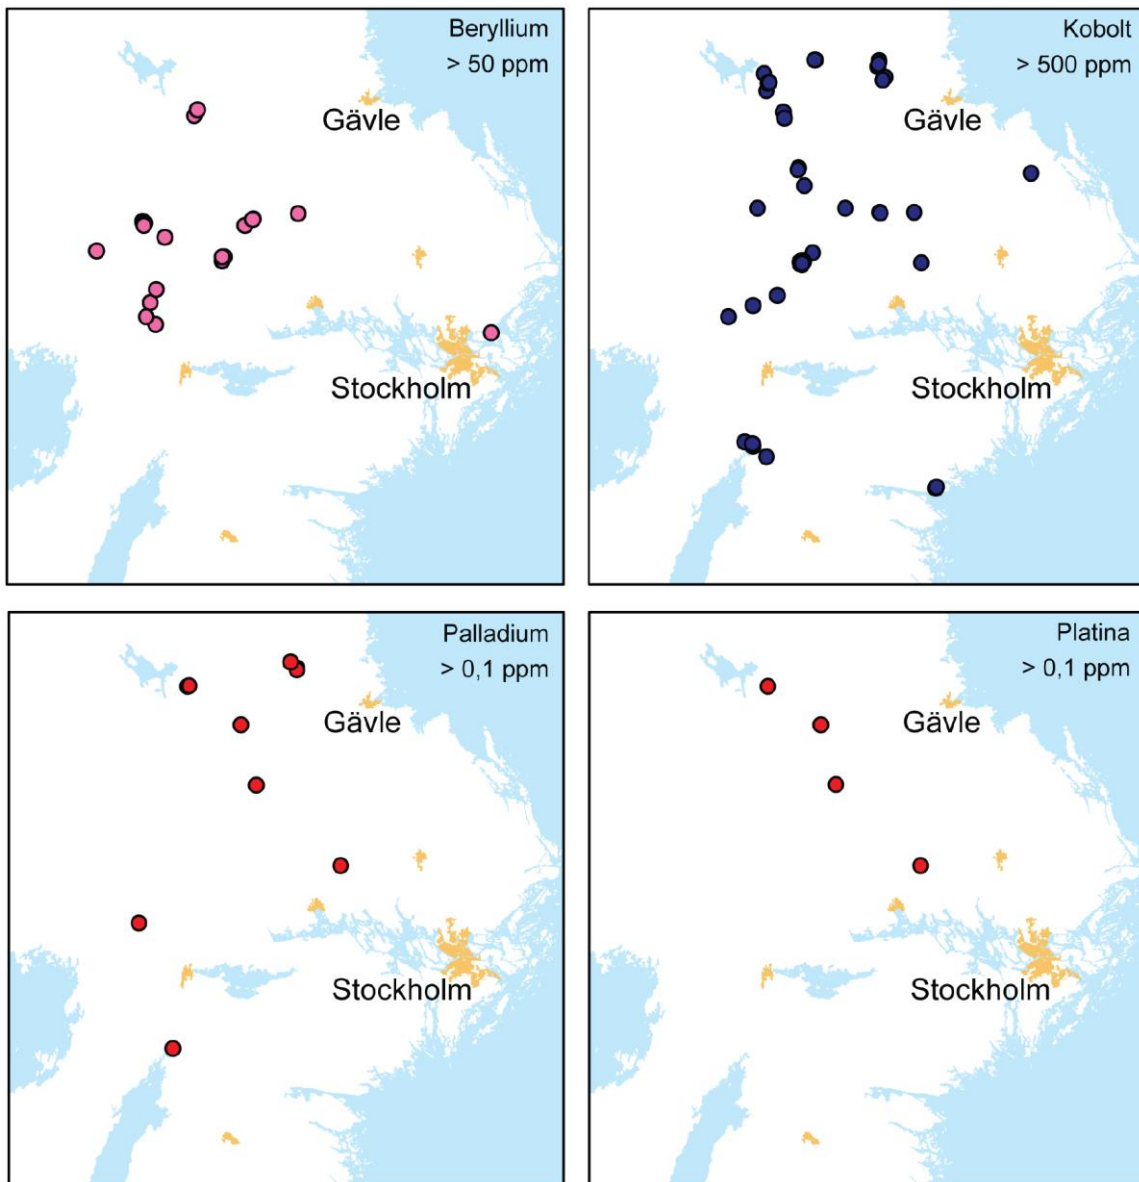 Beryllium
> 50 ppm
Gävle
Stockholm
Kobolt
> 500 ppm
Gävle
Stockholm
Palladium
> 0,1 ppm
Gävle
Stockholm
Platina
> 0,1 ppm
Gävle
Stockholm